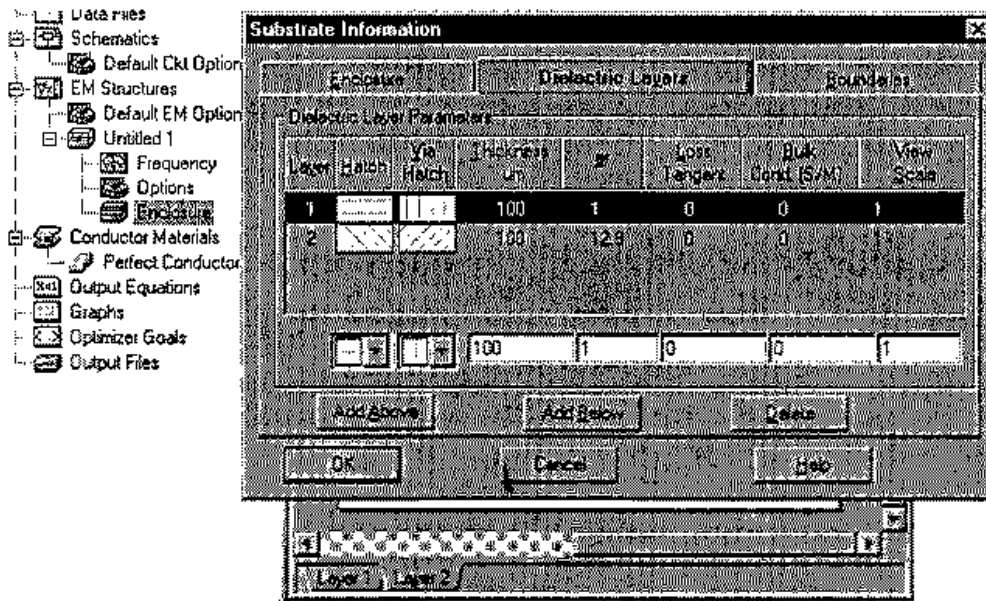 Data Files
Schematics
Default Ckt Option
EM Structures
Default EM Option
Untitled 1
Frequency
Options
Enclosure
Conductor Materials
Perfect Conductor
Output Equations
Graphs
Optimizer Goals
Output Files
Substrate Information
Enclosure Dielectric Layers Boundaries
Dielectric Layer Parameters
Layer Hatch Via Hatch Thickness um er Loss Tangent Bulk Cond. [S/M] View Scale
1 100 1 0 0 1
2 100 12.9 0 0 1
100 1 0 0 1
Add Above Add Below Delete
OK Cancel Help
Layer 1 Layer 2